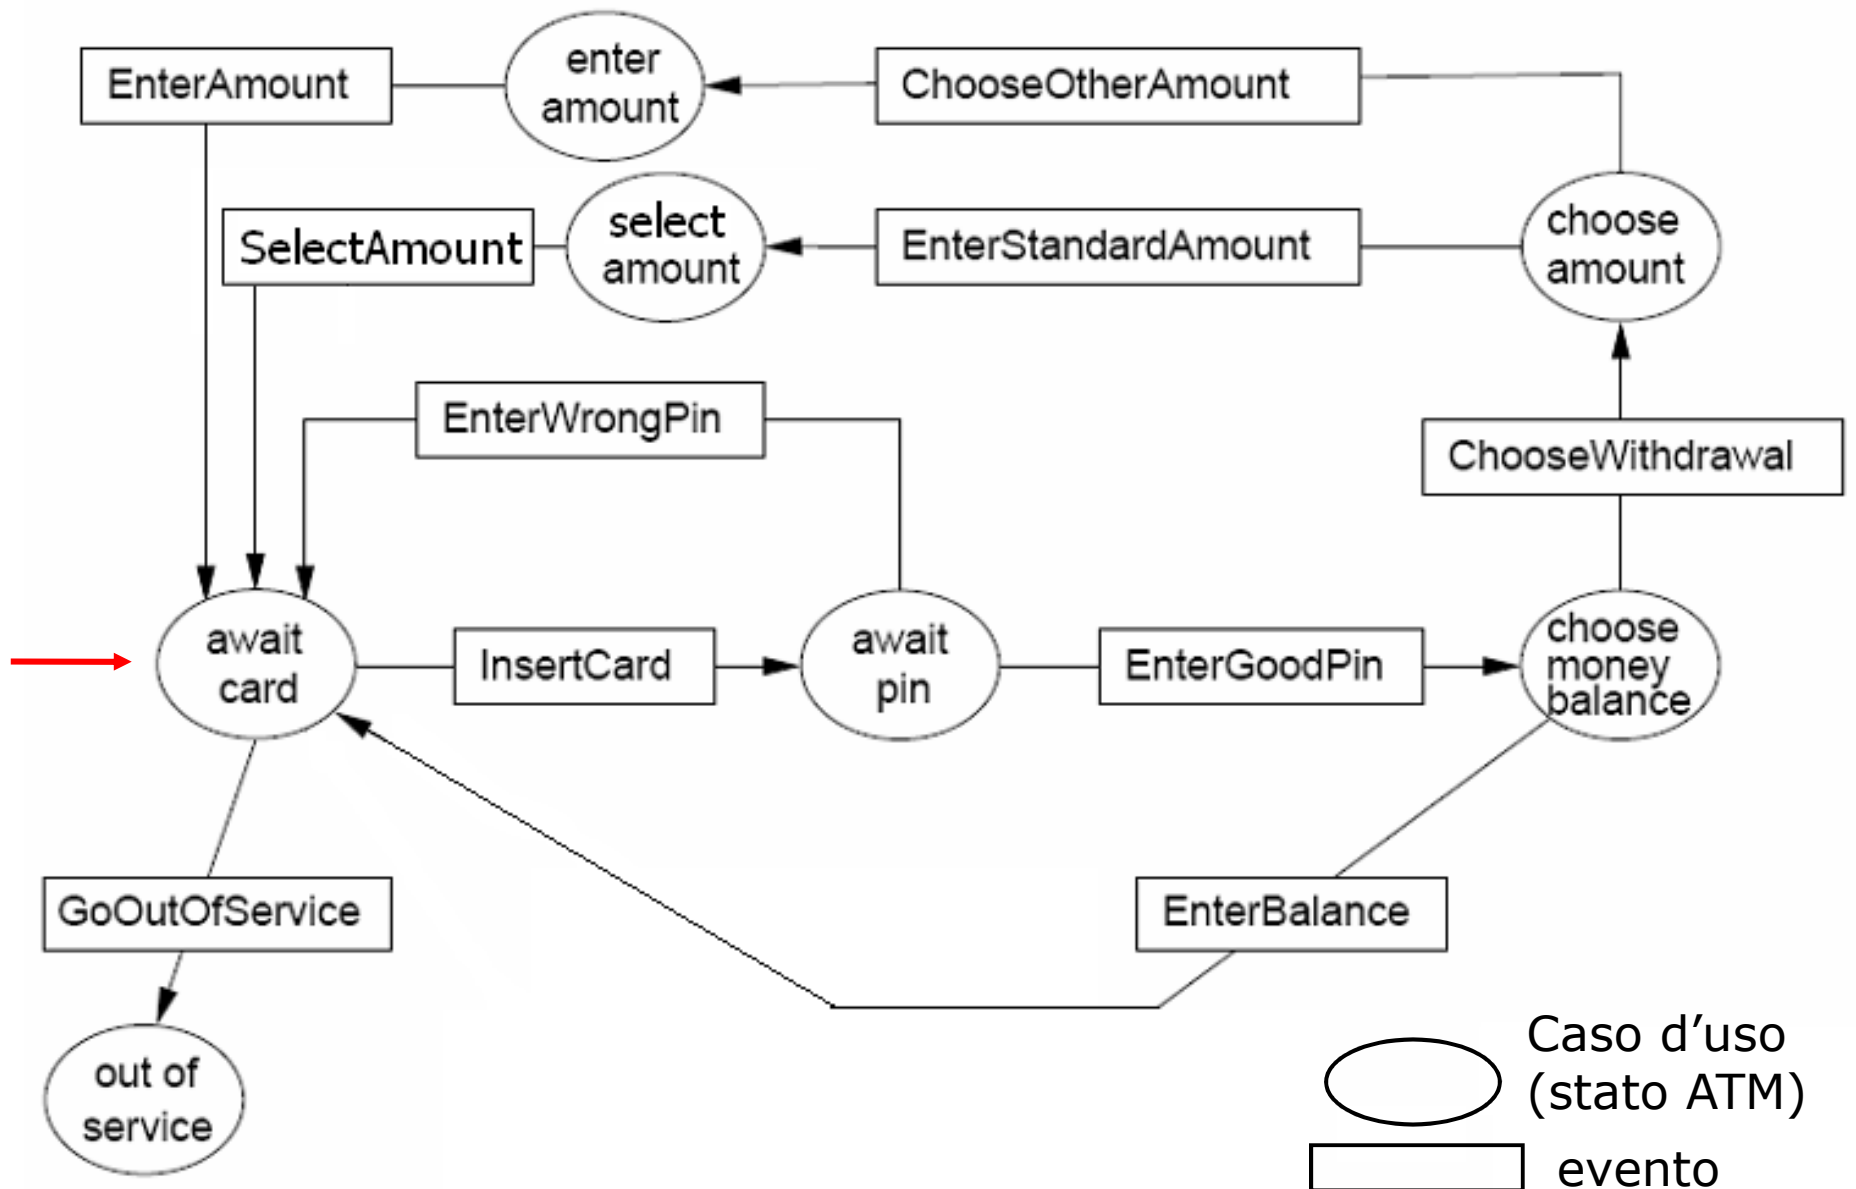 EnterAmount
enter
amount
ChooseOtherAmount
SelectAmount
select
amount
EnterStandardAmount
choose
amount
EnterWrongPin
ChooseWithdrawal
await
card
InsertCard
await
pin
EnterGoodPin
choose
money
balance
GoOutOfService
EnterBalance
out of
service
Caso d’uso
(stato ATM)
evento